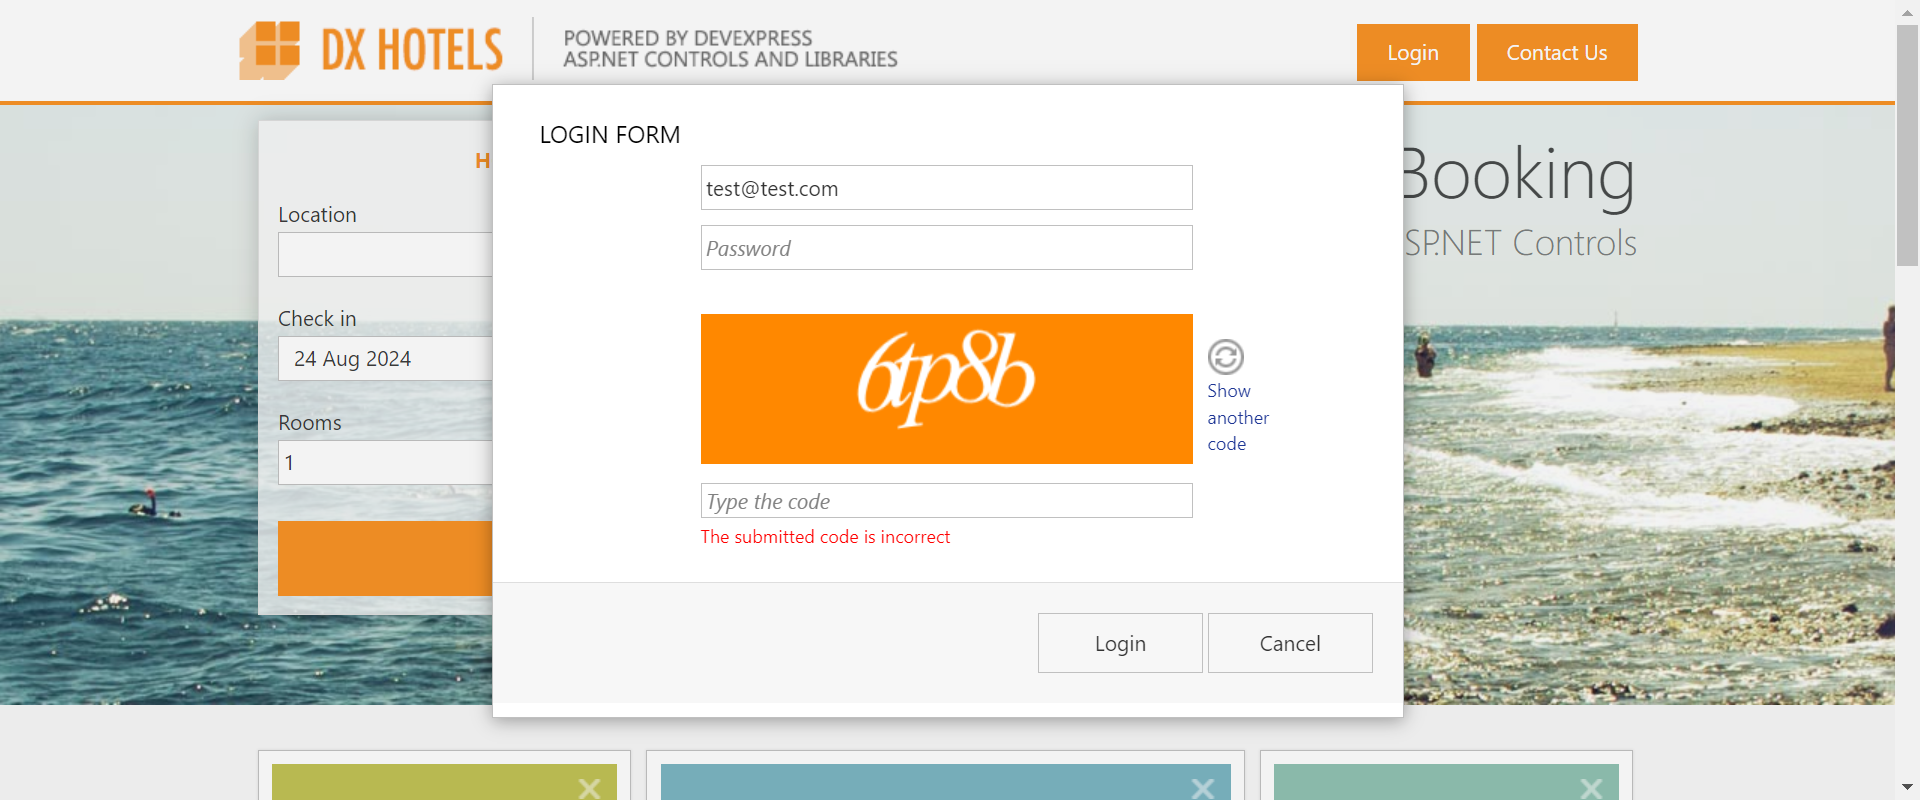 DX HOTELS
POWERED BY DEVEXPRESS
ASP.NET CONTROLS AND LIBRARIES
Login
Contact Us
LOGIN FORM
test@test.com
Password
6tp8b
Show
another
code
Type the code
The submitted code is incorrect
Login
Cancel
H
Location
Check in
24 Aug 2024
Rooms
1
Booking
SP.NET Controls